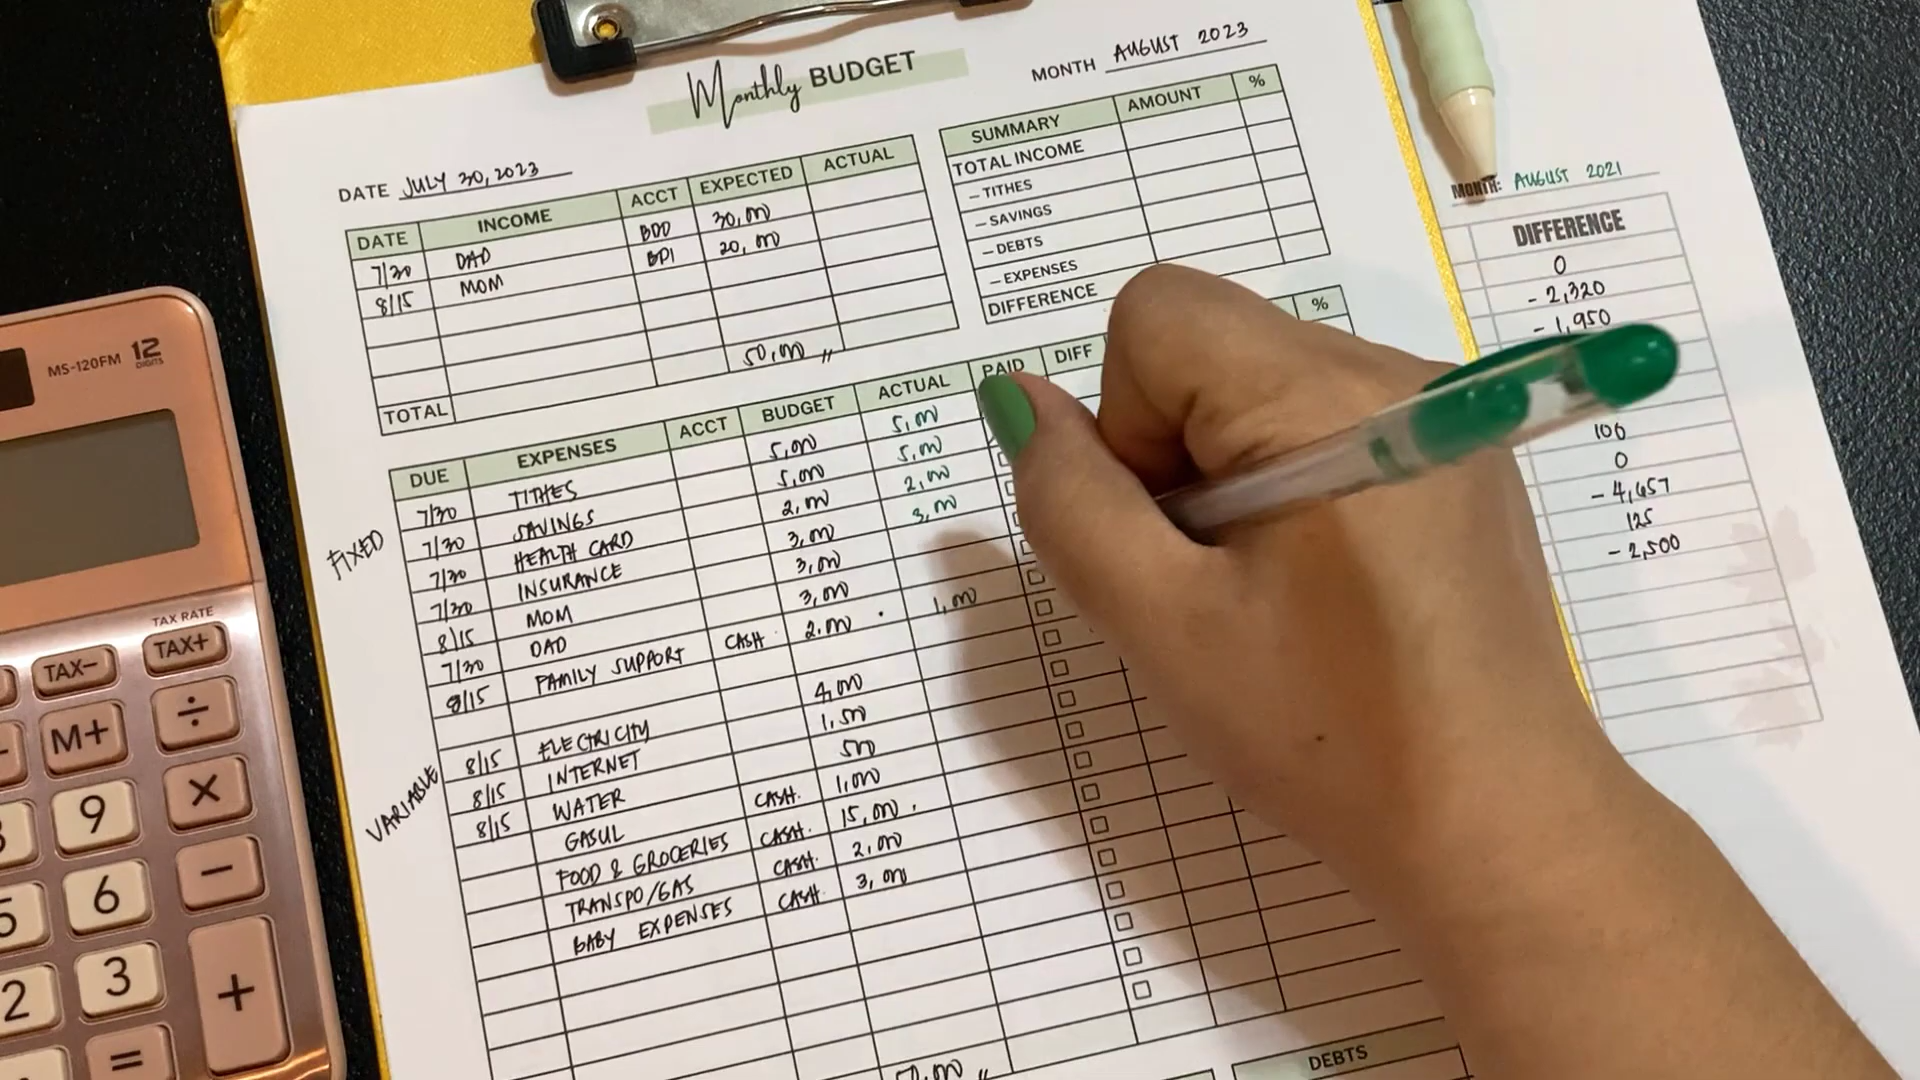 Monthly BUDGET
MONTH AUGUST 2023
DATE JULY 30, 2023
DATE INCOME ACCT EXPECTED ACTUAL
7/30 DAD BDO 30,000
8/15 MOM BPI 20,000
50,000 "
TOTAL
SUMMARY AMOUNT %
TOTAL INCOME
– TITHES
– SAVINGS
– DEBTS
– EXPENSES
DIFFERENCE
%
DUE EXPENSES ACCT BUDGET ACTUAL PAID DIFF
FIXED
7/30 TITHES 5,000 5,000
7/30 SAVINGS 5,000 5,000
7/30 HEALTH CARD 2,000 2,000
7/30 INSURANCE 3,000 3,000
8/15 MOM 3,000
7/30 DAD 3,000
8/15 FAMILY SUPPORT CASH 2,000 1,000
VARIABLE
8/15 ELECTRICITY 4,000
8/15 INTERNET 1,500
8/15 WATER 500
GASUL CASH 1,000
FOOD & GROCERIES CASH 15,000
TRANSPO/GAS CASH 2,000
BABY EXPENSES CASH 3,000
DEBTS
MONTH: AUGUST 2021
DIFFERENCE
0
- 2,320
- 1,950
106
0
- 4,657
125
- 2,500
MS-120FM 12 DIGITS
TAX RATE
TAX- TAX+
M+ ÷
9 ×
6 −
2 3 +
=